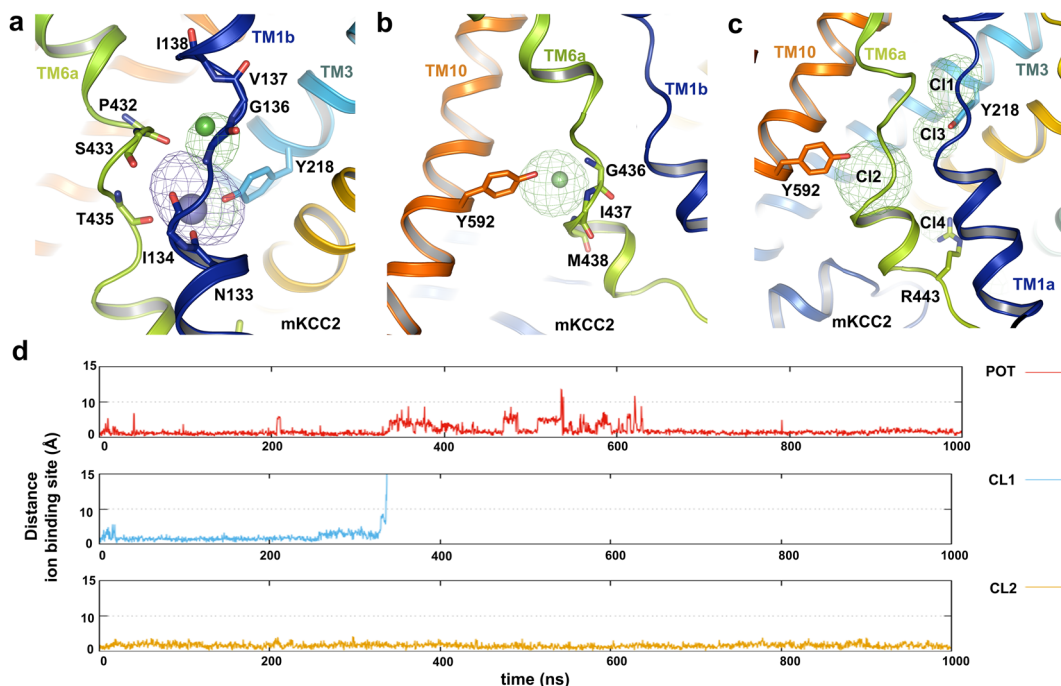 a
I138
TM1b
TM6a
V137
TM3
P432
G136
S433
Y218
T435
I134
N133
mKCC2
b
TM10
TM6a
TM1b
G436
Y592
I437
M438
mKCC2
c
TM10
TM6a
TM3
Cl1
Y218
Cl3
Cl2
Y592
Cl4
R443
TM1a
mKCC2
d
15
10
0
0 200 400 600 800 1000
POT
15
10
0
0 200 400 600 800 1000
CL1
15
10
0
0 200 400 600 800 1000
CL2
Distance
ion binding site (Å)
time (ns)